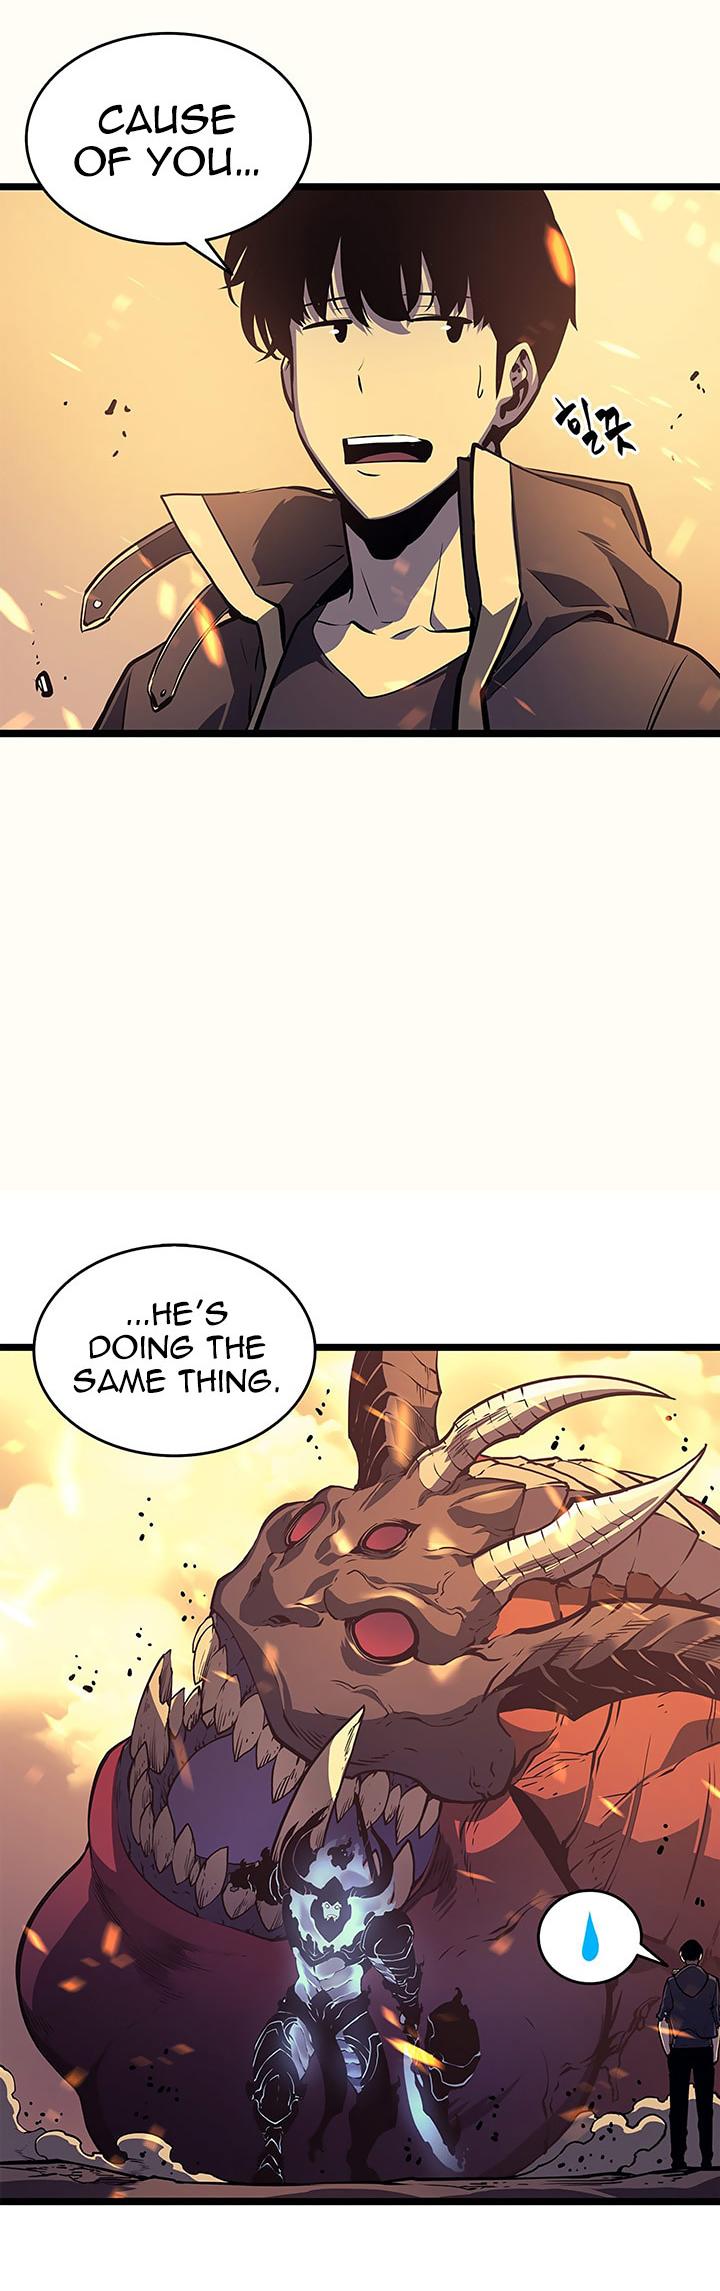 CAUSE
OF YOU...
힐끗
...HE'S
DOING THE
SAME THING.